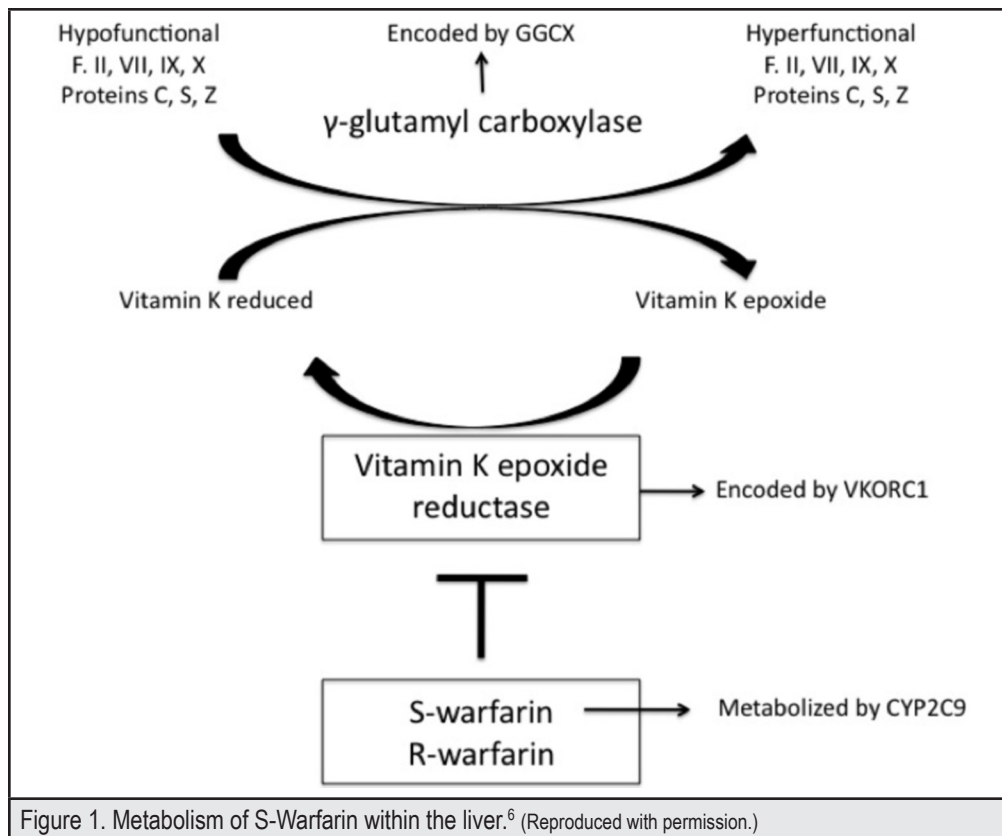 Hypofunctional
F. II, VII, IX, X
Proteins C, S, Z
Encoded by GGCX
γ-glutamyl carboxylase
Hyperfunctional
F. II, VII, IX, X
Proteins C, S, Z
Vitamin K reduced
Vitamin K epoxide
Vitamin K epoxide
reductase
Encoded by VKORC1
S-warfarin
R-warfarin
Metabolized by CYP2C9
Figure 1. Metabolism of S-Warfarin within the liver.⁶ (Reproduced with permission.)